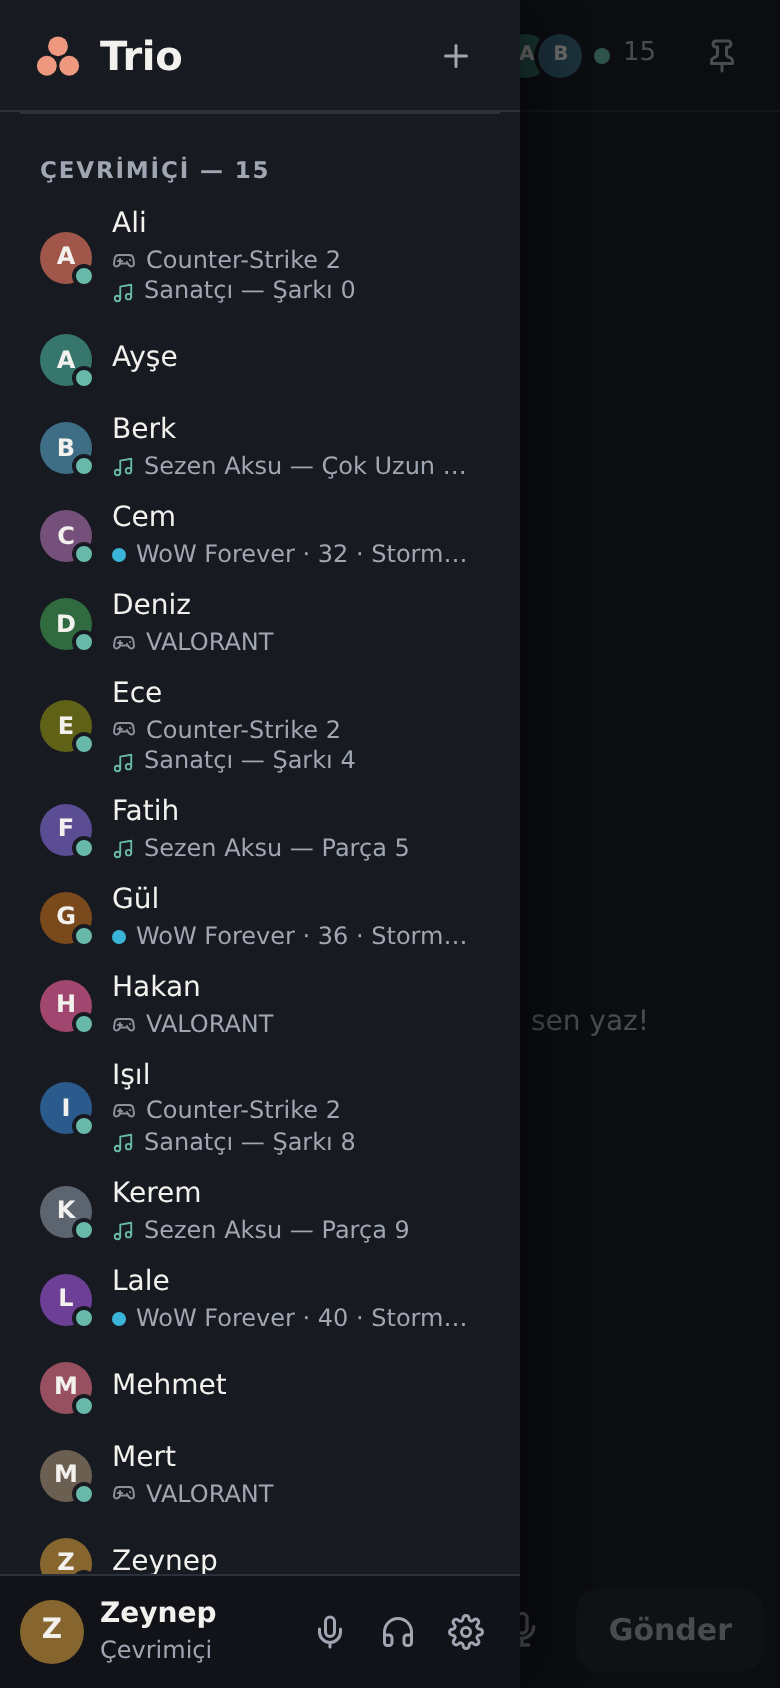 Trio
A B 15
ÇEVRİMİÇİ — 15
A
Ali
Counter-Strike 2
Sanatçı — Şarkı 0
A
Ayşe
B
Berk
Sezen Aksu — Çok Uzun …
C
Cem
WoW Forever · 32 · Storm…
D
Deniz
VALORANT
E
Ece
Counter-Strike 2
Sanatçı — Şarkı 4
F
Fatih
Sezen Aksu — Parça 5
G
Gül
WoW Forever · 36 · Storm…
H
Hakan
VALORANT
sen yaz!
I
Işıl
Counter-Strike 2
Sanatçı — Şarkı 8
K
Kerem
Sezen Aksu — Parça 9
L
Lale
WoW Forever · 40 · Storm…
M
Mehmet
M
Mert
VALORANT
Z
Zeynep
Z
Zeynep
Çevrimiçi
Gönder